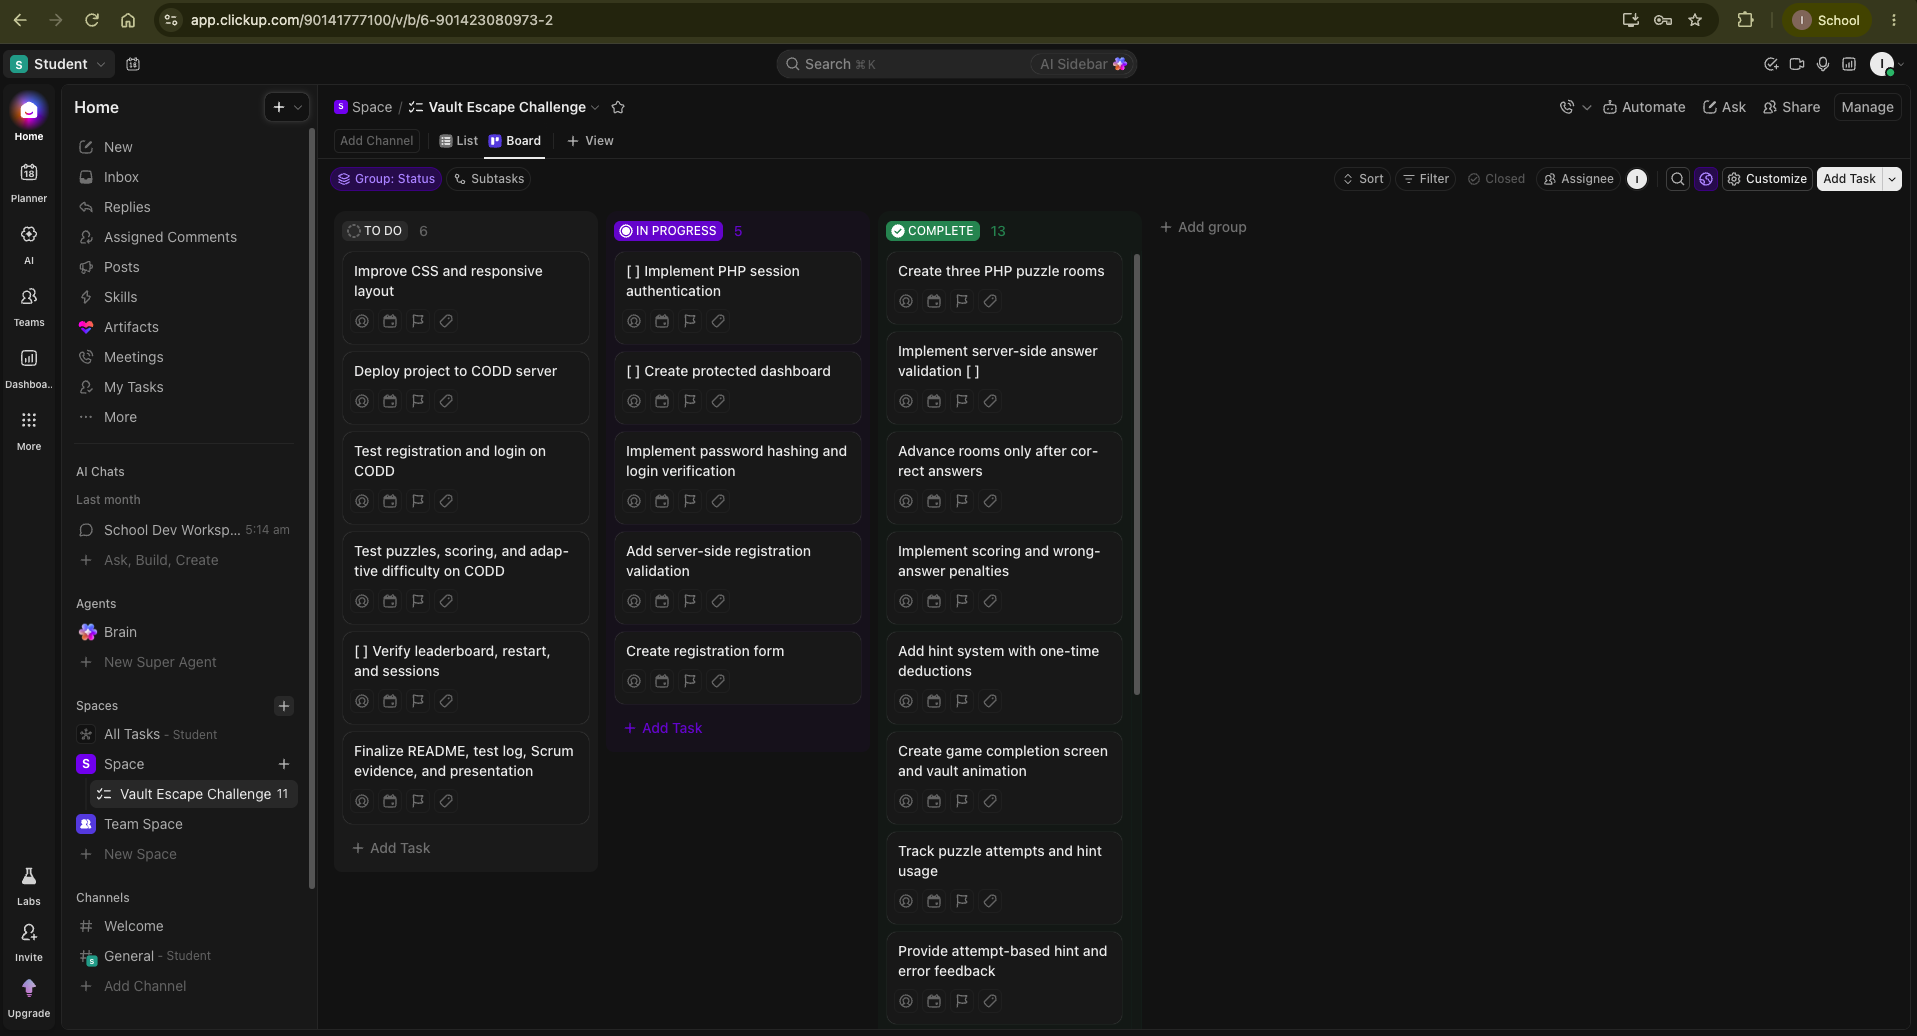 app.clickup.com/90141777100/v/b/6-901423080973-2
I School
S Student
18
Search ⌘K
AI Sidebar
I
Home
Planner
AI
Teams
Dashboa..
More
Labs
Invite
Upgrade
Home
New
Inbox
Replies
Assigned Comments
Posts
Skills
Artifacts
Meetings
My Tasks
More
AI Chats
Last month
School Dev Worksp... 5:14 am
Ask, Build, Create
Agents
Brain
New Super Agent
Spaces
All Tasks - Student
S Space
Vault Escape Challenge 11
Team Space
New Space
Channels
Welcome
S General - Student
Add Channel
S Space / Vault Escape Challenge
Automate
Ask
Share
Manage
Add Channel
List
Board
View
Group: Status
Subtasks
Sort
Filter
Closed
Assignee
I
Customize
Add Task
TO DO 6
Improve CSS and responsive
layout
Deploy project to CODD server
Test registration and login on
CODD
Test puzzles, scoring, and adap-
tive difficulty on CODD
[ ] Verify leaderboard, restart,
and sessions
Finalize README, test log, Scrum
evidence, and presentation
Add Task
IN PROGRESS 5
[ ] Implement PHP session
authentication
[ ] Create protected dashboard
Implement password hashing and
login verification
Add server-side registration
validation
Create registration form
Add Task
COMPLETE 13
Create three PHP puzzle rooms
Implement server-side answer
validation [ ]
Advance rooms only after cor-
rect answers
Implement scoring and wrong-
answer penalties
Add hint system with one-time
deductions
Create game completion screen
and vault animation
Track puzzle attempts and hint
usage
Provide attempt-based hint and
error feedback
Add group